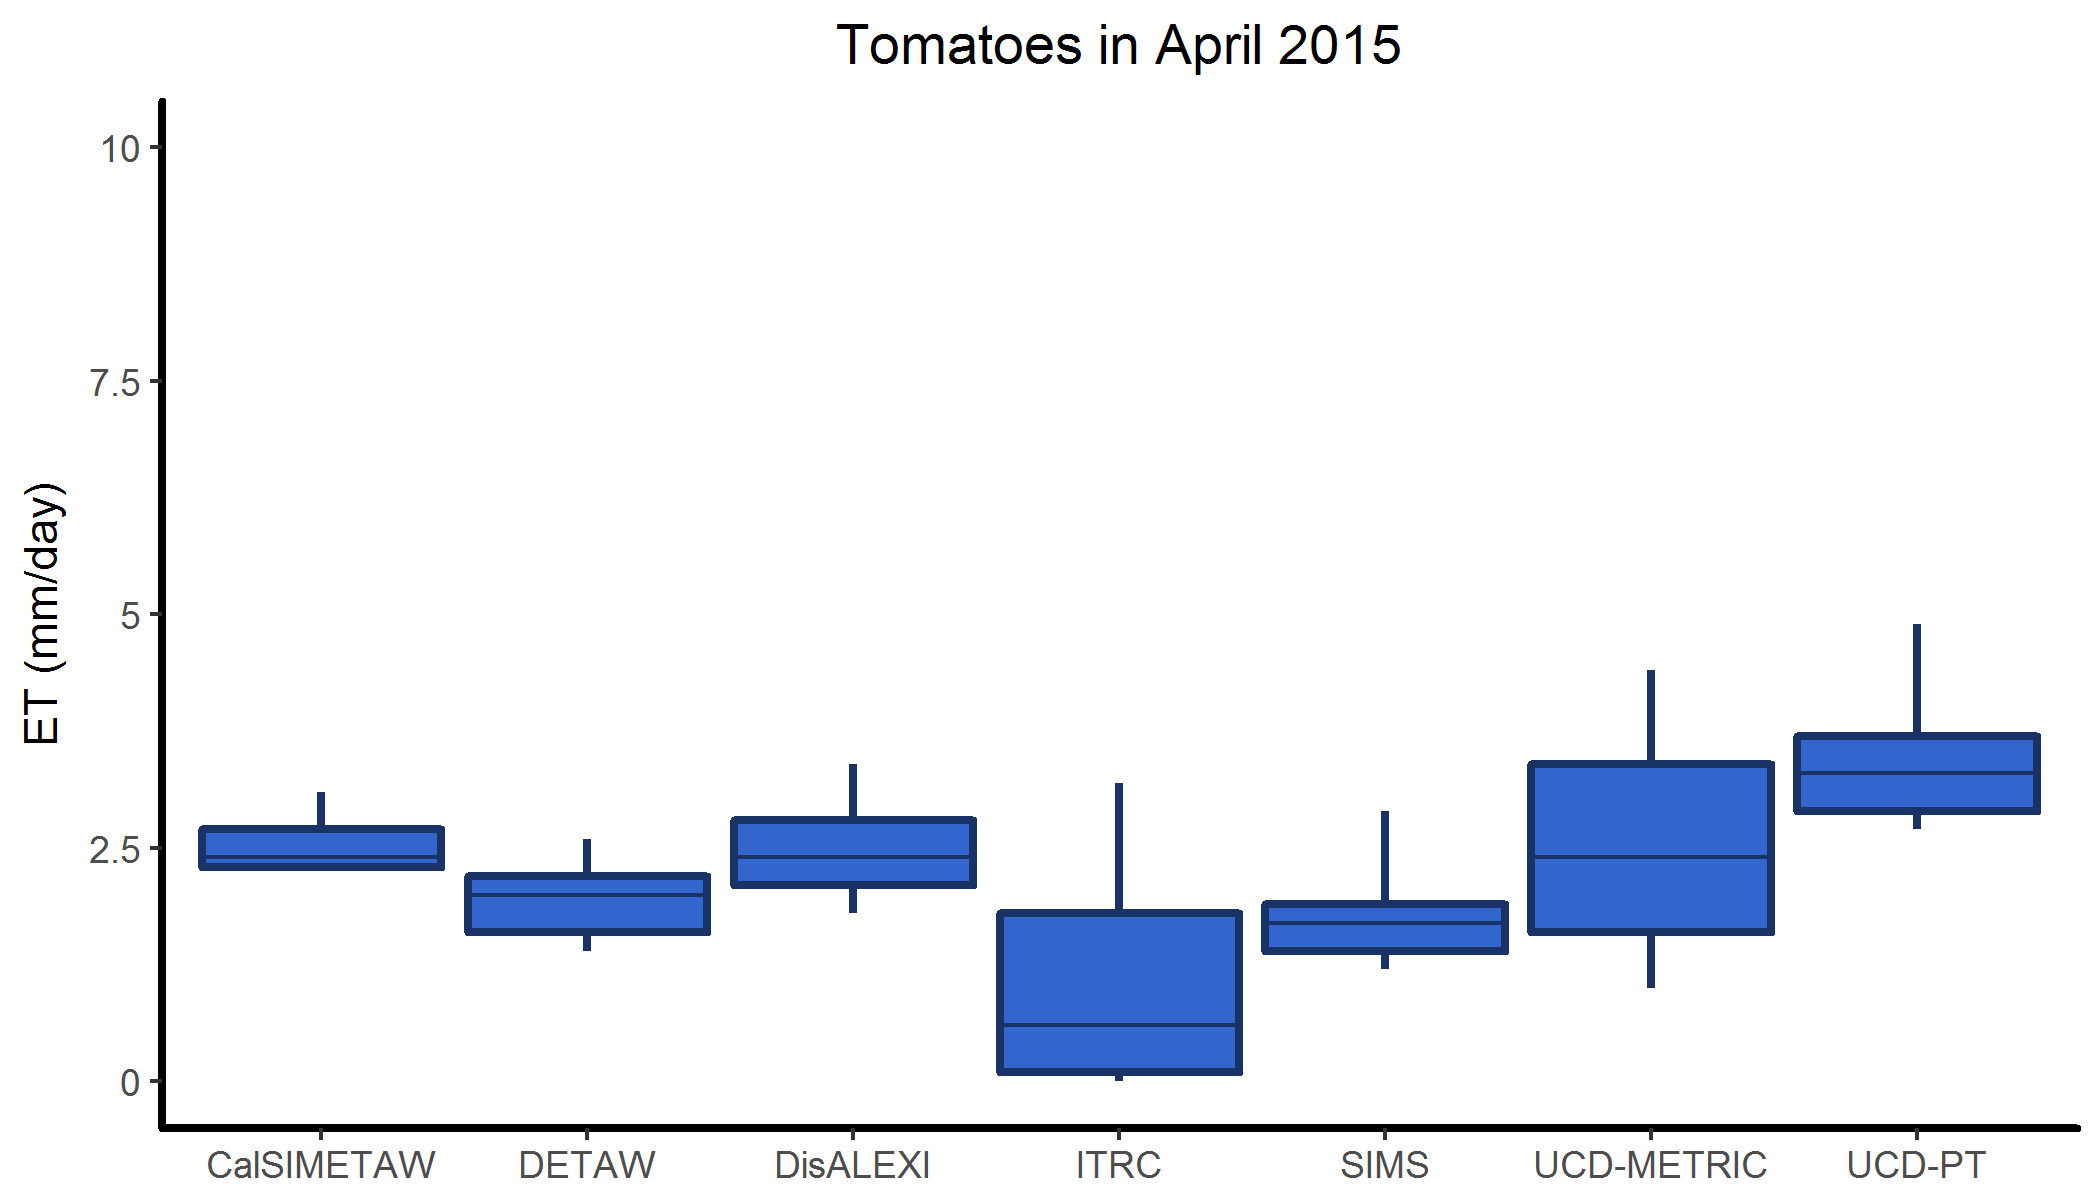 Tomatoes in April 2015
10
7.5
5
2.5
0
ET (mm/day)
CalSIMETAW DETAW DisALEXI ITRC SIMS UCD-METRIC UCD-PT